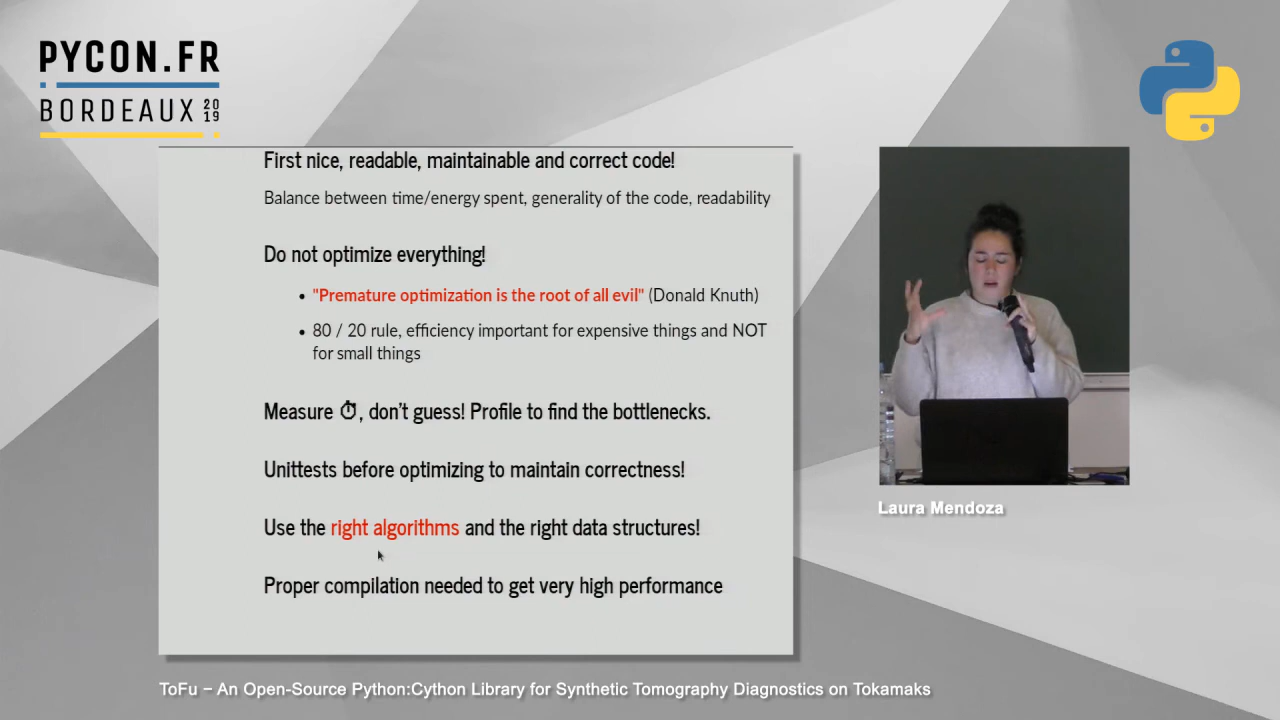 PYCON.FR
BORDEAUX 2019
First nice, readable, maintainable and correct code!
Balance between time/energy spent, generality of the code, readability
Do not optimize everything!
• "Premature optimization is the root of all evil" (Donald Knuth)
• 80 / 20 rule, efficiency important for expensive things and NOT
for small things
Measure ⏱, don't guess! Profile to find the bottlenecks.
Unittests before optimizing to maintain correctness!
Use the right algorithms and the right data structures!
Proper compilation needed to get very high performance
Laura Mendoza
ToFu – An Open-Source Python:Cython Library for Synthetic Tomography Diagnostics on Tokamaks